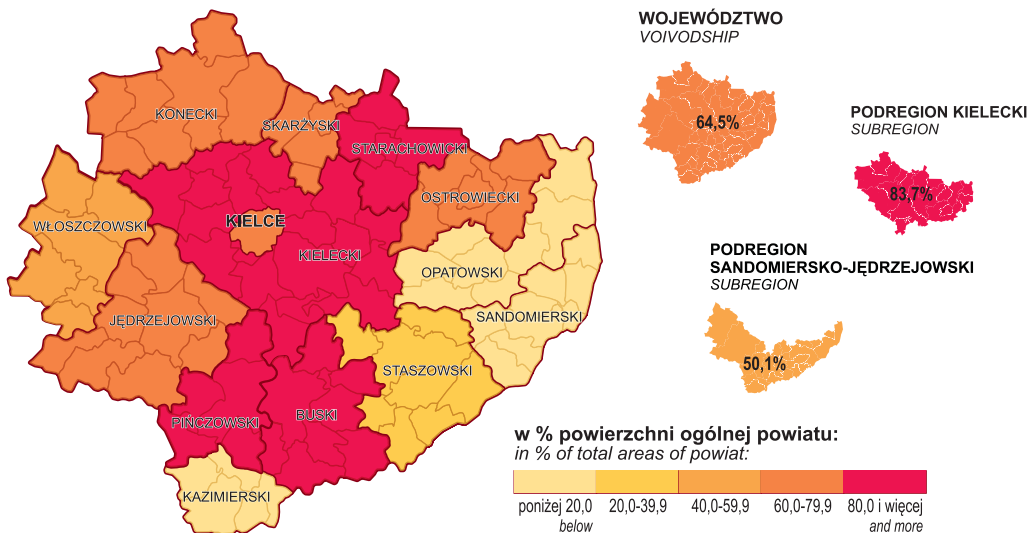 WOJEWÓDZTWO
VOIVODSHIP
64,5%
PODREGION KIELECKI
SUBREGION
83,7%
PODREGION
SANDOMIERSKO-JĘDRZEJOWSKI
SUBREGION
50,1%
KONECKI
SKARŻYSKI
STARACHOWICKI
OSTROWIECKI
WŁOSZCZOWSKI
KIELCE
KIELECKI
OPATOWSKI
SANDOMIERSKI
JĘDRZEJOWSKI
STASZOWSKI
PIŃCZOWSKI
BUSKI
KAZIMIERSKI
w % powierzchni ogólnej powiatu:
in % of total areas of powiat:
poniżej 20,0 20,0-39,9 40,0-59,9 60,0-79,9 80,0 i więcej
below and more